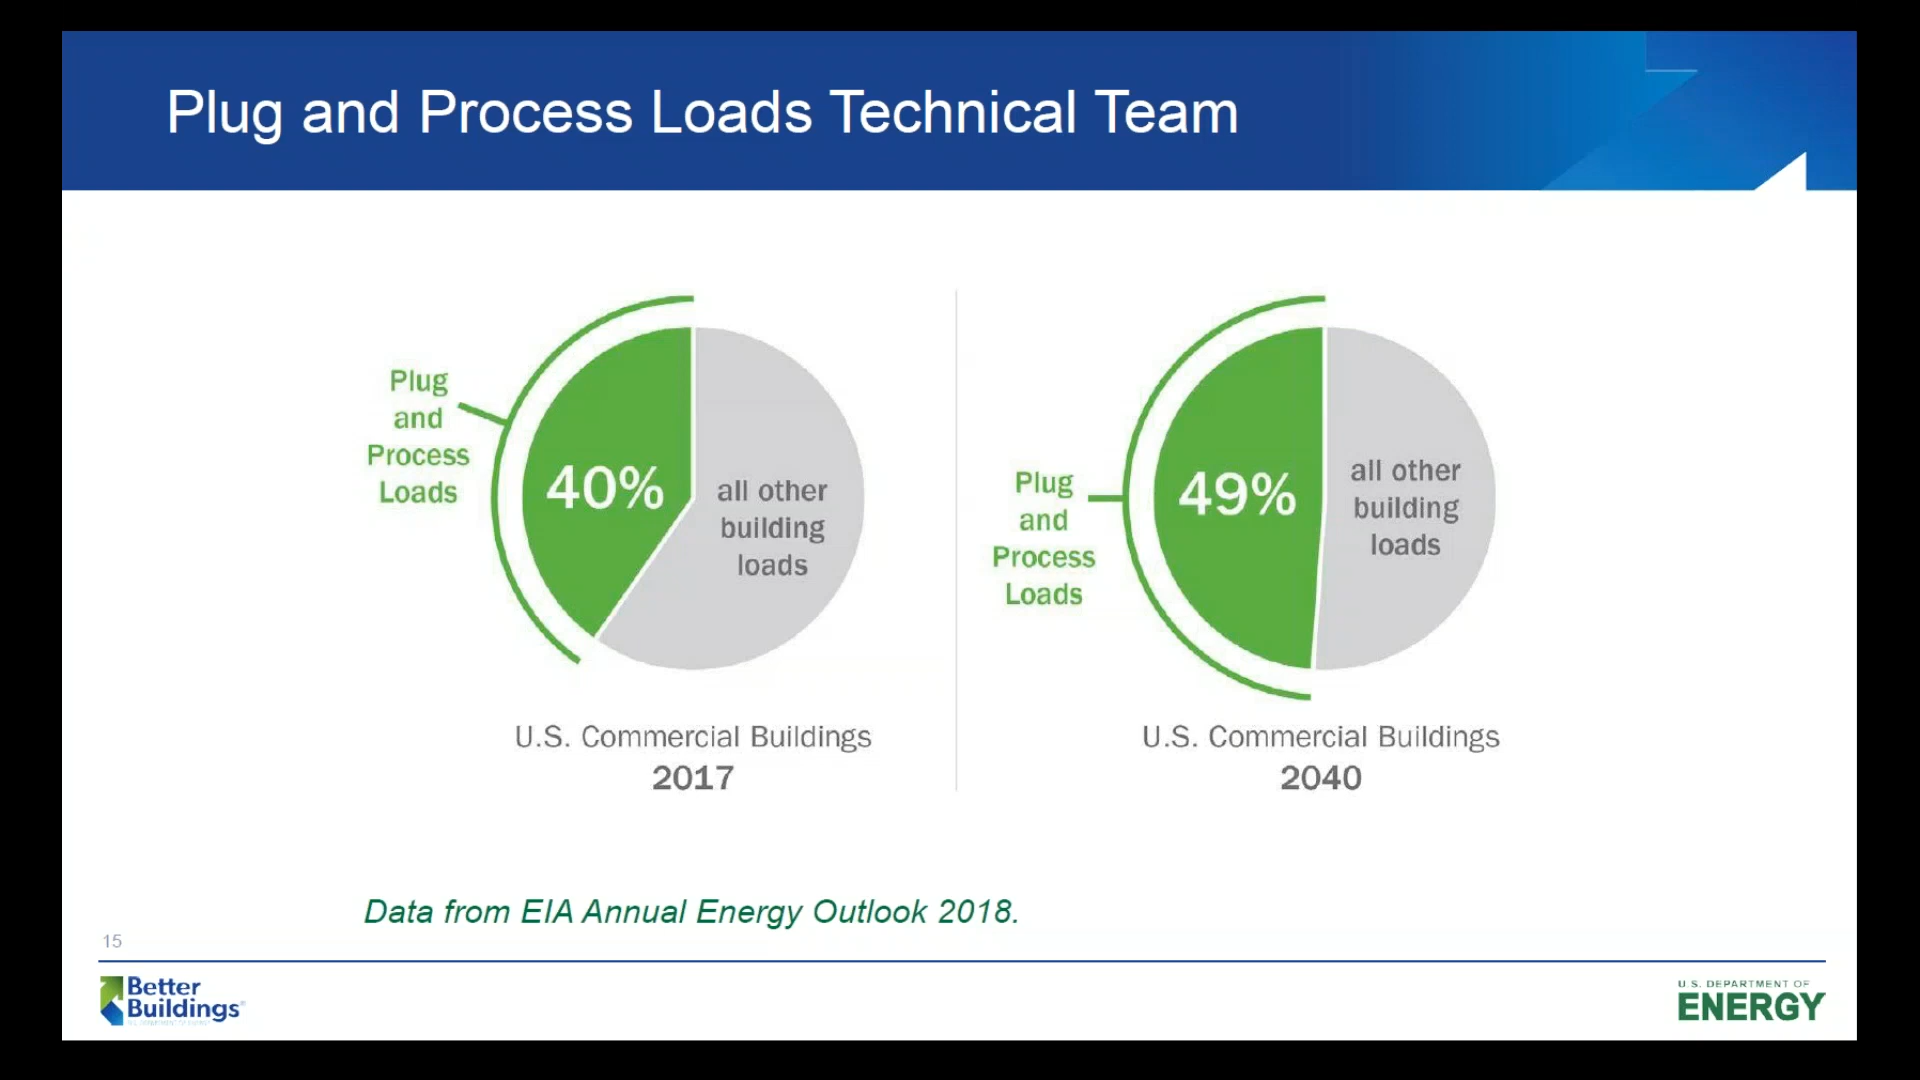 Plug and Process Loads Technical Team
Plug
and
Process
Loads
40%
all other
building
loads
U.S. Commercial Buildings
2017
Plug
and
Process
Loads
49%
all other
building
loads
U.S. Commercial Buildings
2040
Data from EIA Annual Energy Outlook 2018.
15
Better
Buildings®
U.S. DEPARTMENT OF
ENERGY